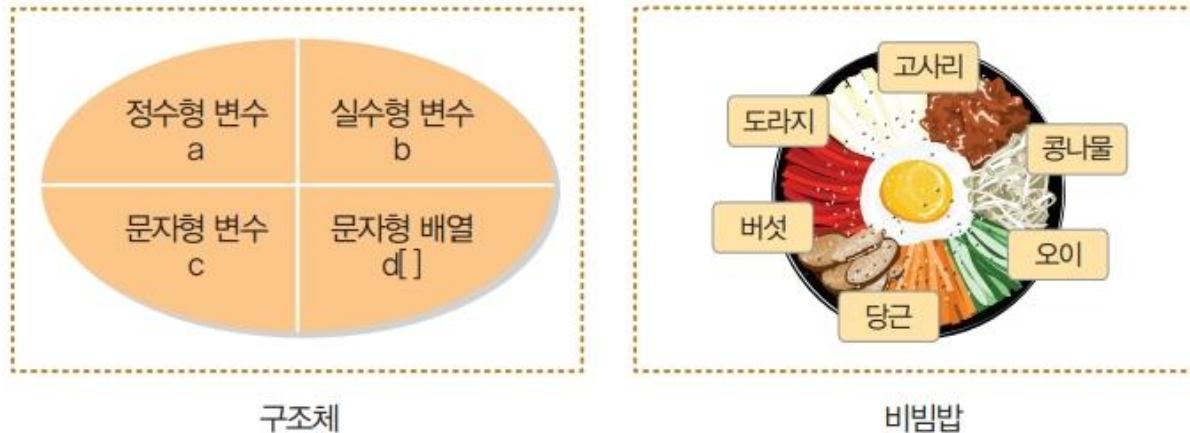 정수형 변수
a
실수형 변수
b
문자형 변수
c
문자형 배열
d[ ]
구조체
고사리
도라지
콩나물
버섯
오이
당근
비빔밥